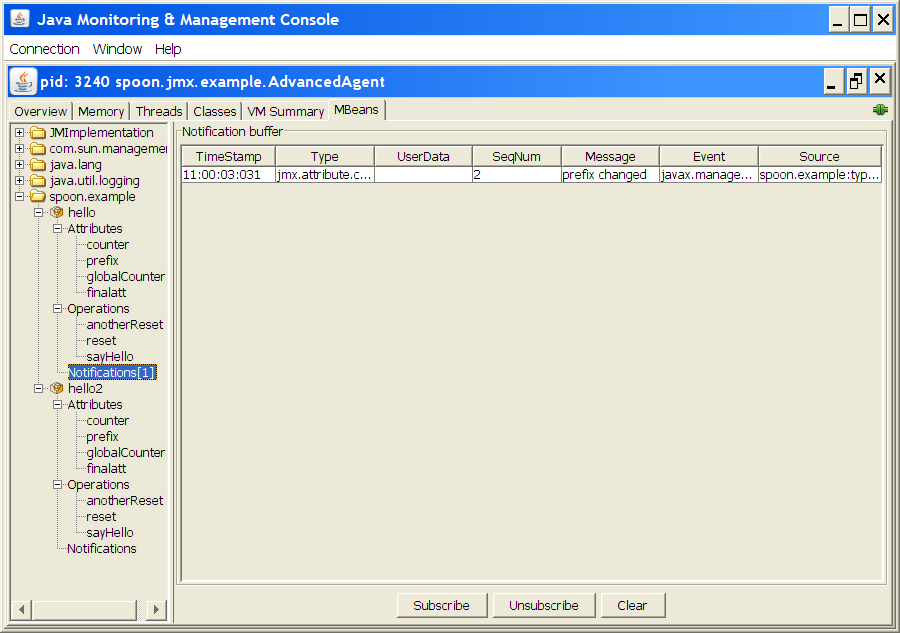 Java Monitoring & Management Console
Connection Window Help
pid: 3240 spoon.jmx.example.AdvancedAgent
Overview Memory Threads Classes VM Summary MBeans
JMImplementation
com.sun.manageme
java.lang
java.util.logging
spoon.example
hello
Attributes
counter
prefix
globalCounter
finalatt
Operations
anotherReset
reset
sayHello
Notifications[1]
hello2
Attributes
counter
prefix
globalCounter
finalatt
Operations
anotherReset
reset
sayHello
Notifications
Notification buffer
TimeStamp Type UserData SeqNum Message Event Source
11:00:03:031 jmx.attribute.c... 2 prefix changed javax.manage... spoon.example:typ...
Subscribe Unsubscribe Clear